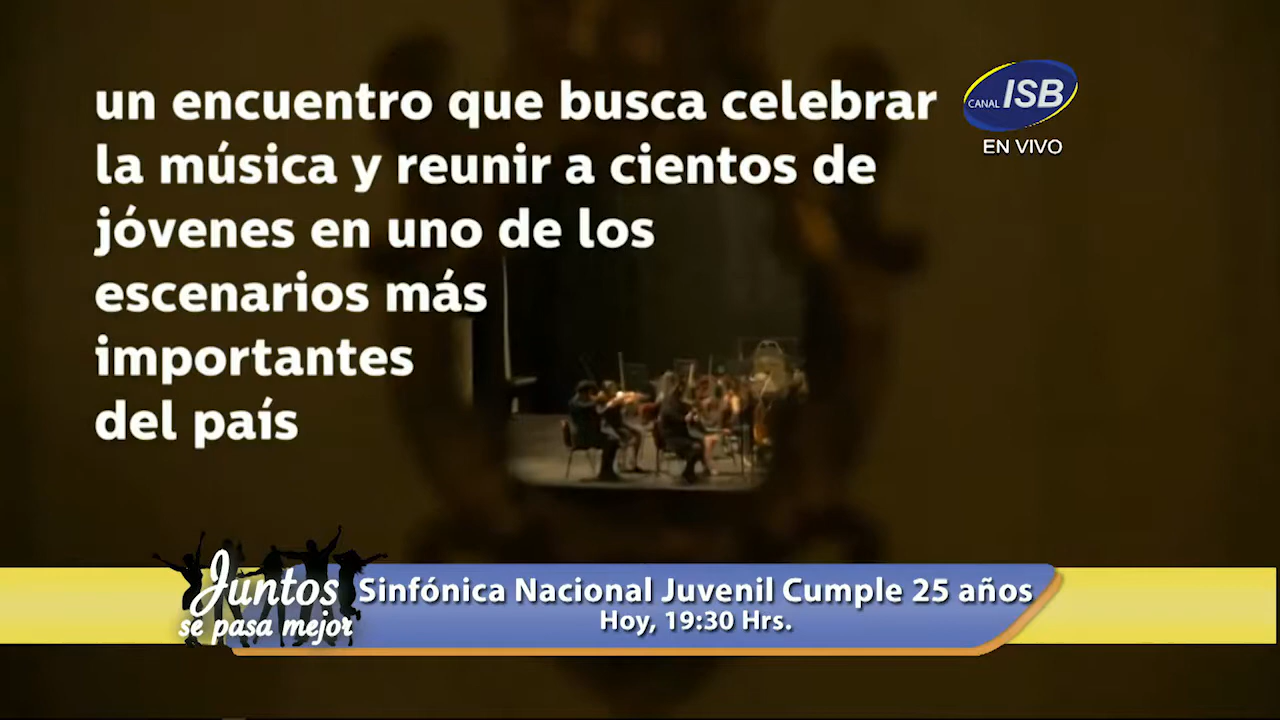 un encuentro que busca celebrar
la música y reunir a cientos de
jóvenes en uno de los
escenarios más
importantes
del país
CANAL ISB
EN VIVO
Juntos
se pasa mejor
Sinfónica Nacional Juvenil Cumple 25 años
Hoy, 19:30 Hrs.